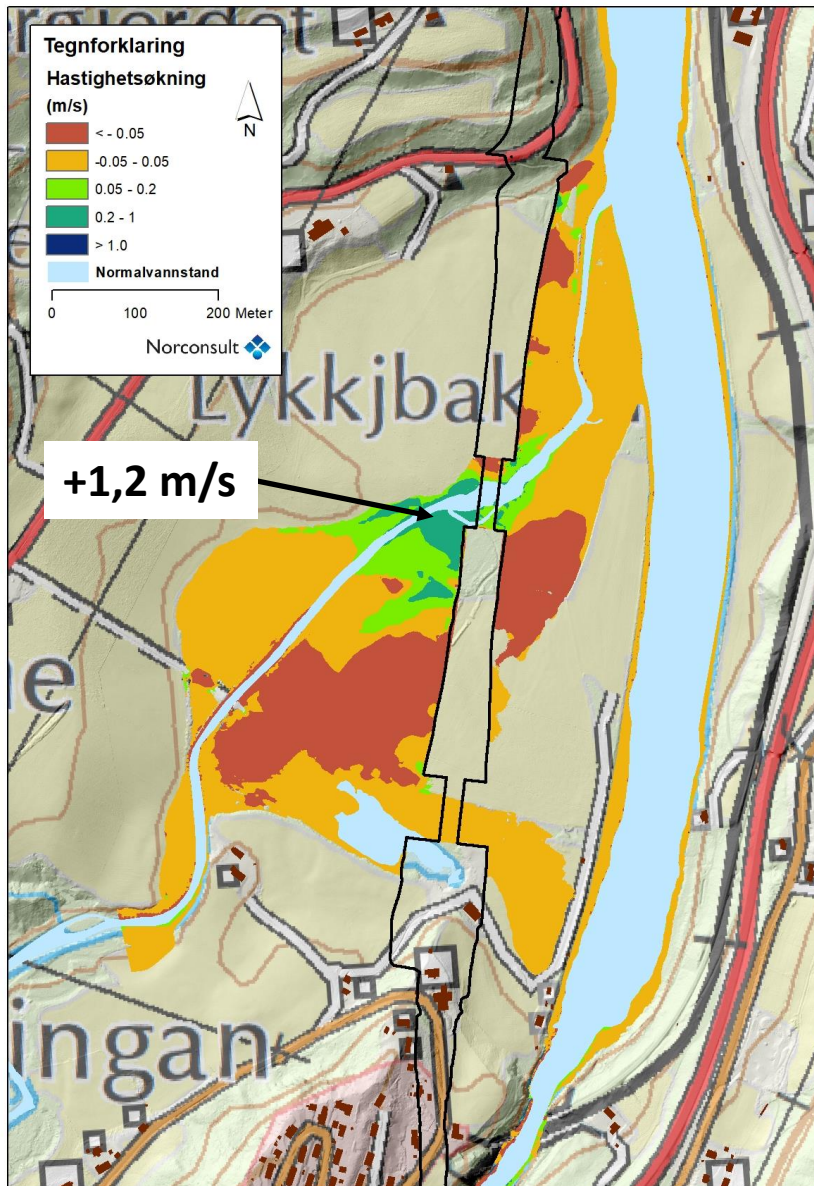 Tegnforklaring
Hastighetsøkning
(m/s)
N
< - 0.05
-0.05 - 0.05
0.05 - 0.2
0.2 - 1
> 1.0
Normalvannstand
0 100 200 Meter
Norconsult
Lykkjbak
+1,2 m/s
ingan